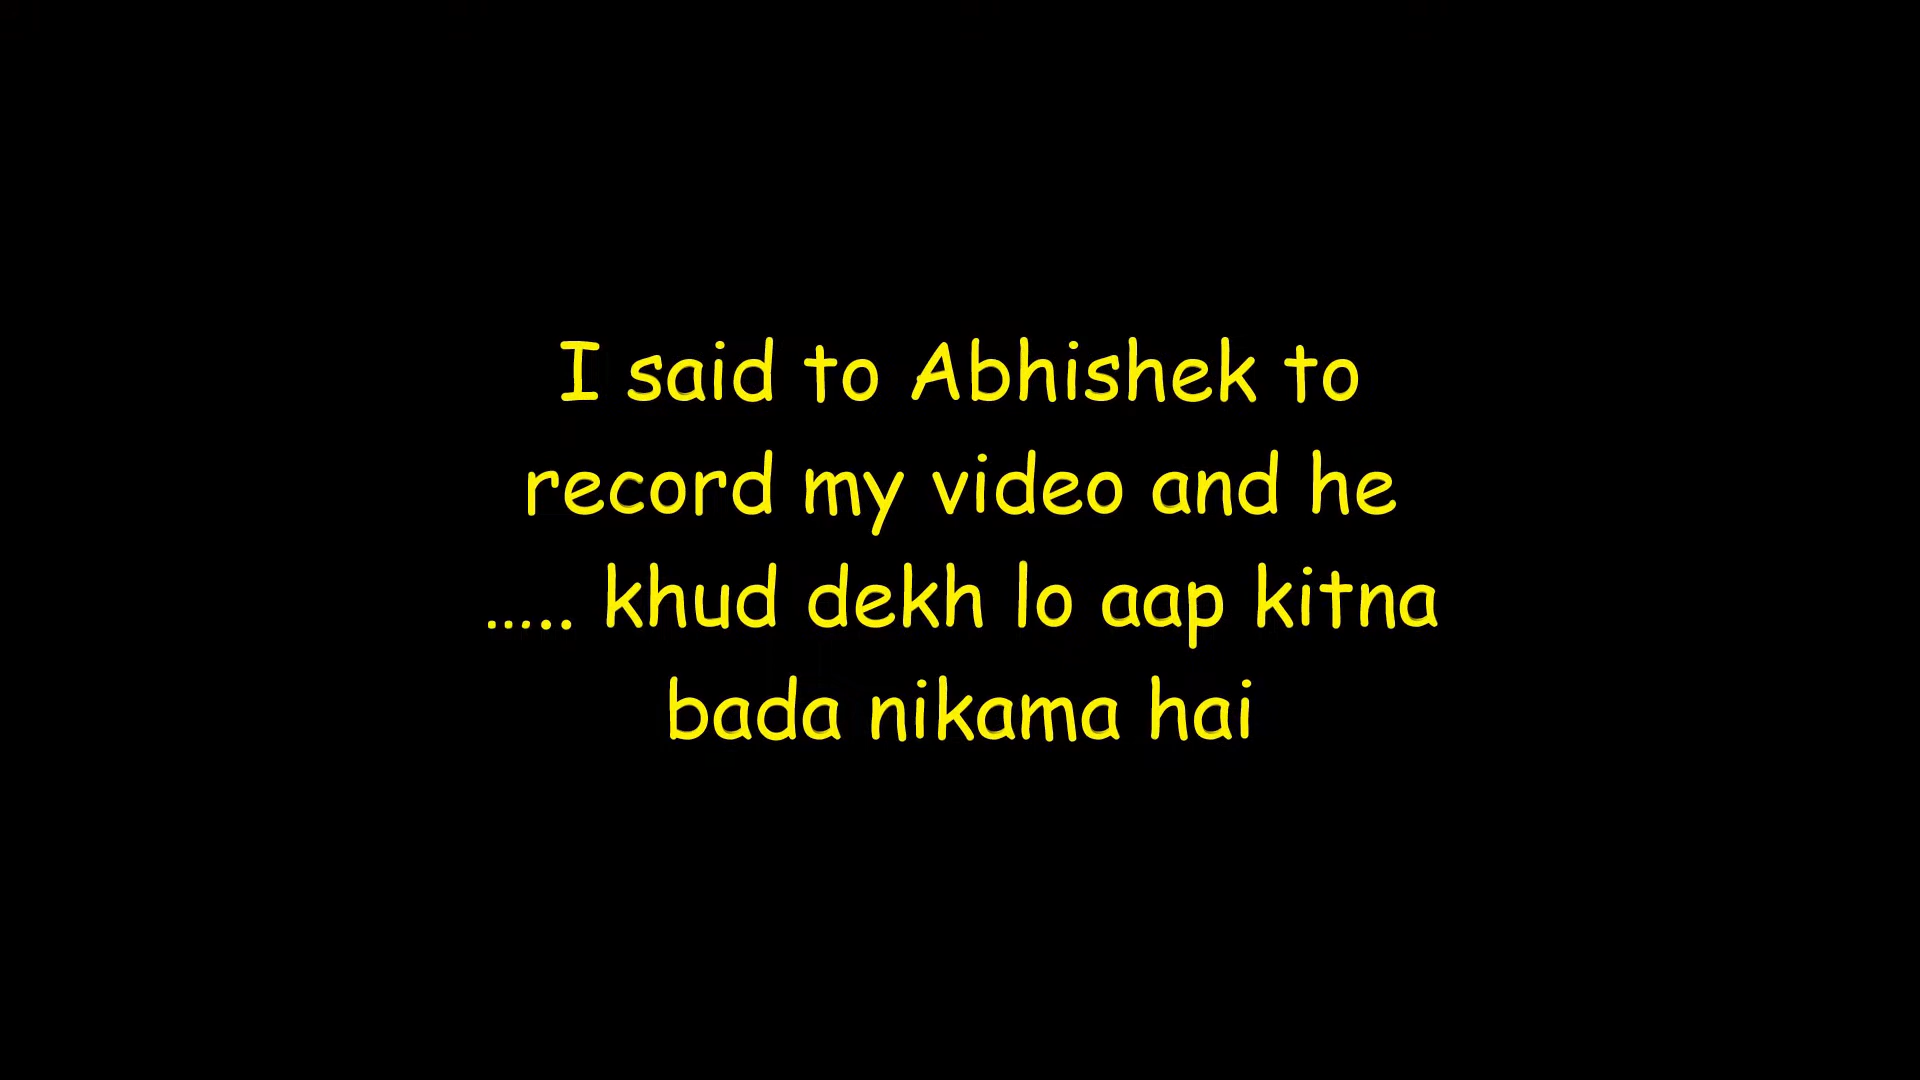 I said to Abhishek to
record my video and he
….. khud dekh lo aap kitna
bada nikama hai